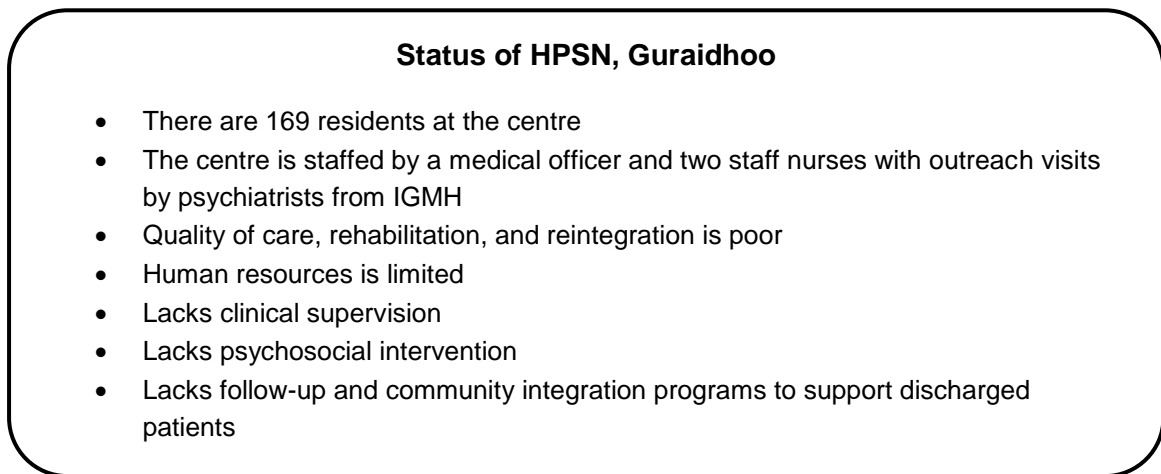 Status of HPSN, Guraidhoo
• There are 169 residents at the centre
• The centre is staffed by a medical officer and two staff nurses with outreach visits
by psychiatrists from IGMH
• Quality of care, rehabilitation, and reintegration is poor
• Human resources is limited
• Lacks clinical supervision
• Lacks psychosocial intervention
• Lacks follow-up and community integration programs to support discharged
patients